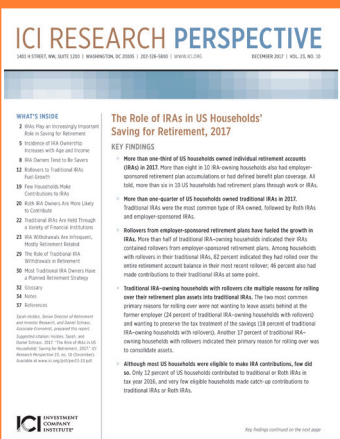 ICI RESEARCH PERSPECTIVE
1401 H STREET, NW, SUITE 1200 | WASHINGTON, DC 20005 | 202-326-5800 | WWW.ICI.ORG
DECEMBER 2017 | VOL. 23, NO. 10
WHAT'S INSIDE
2 IRAs Play an Increasingly Important
Role in Saving for Retirement
5 Incidence of IRA Ownership
Increases with Age and Income
8 IRA Owners Tend to Be Savers
12 Rollovers to Traditional IRAs
Fuel Growth
19 Few Households Make
Contributions to IRAs
20 Roth IRA Owners Are More Likely
to Contribute
22 Traditional IRAs Are Held Through
a Variety of Financial Institutions
23 IRA Withdrawals Are Infrequent,
Mostly Retirement Related
29 The Role of Traditional IRA
Withdrawals in Retirement
30 Most Traditional IRA Owners Have
a Planned Retirement Strategy
32 Glossary
34 Notes
37 References
Sarah Holden, Senior Director of Retirement
and Investor Research, and Daniel Schrass,
Associate Economist, prepared this report.
Suggested citation: Holden, Sarah, and
Daniel Schrass. 2017. "The Role of IRAs in US
Households' Saving for Retirement, 2017." ICI
Research Perspective 23, no. 10 (December).
Available at www.ici.org/pdf/per23-10.pdf.
The Role of IRAs in US Households'
Saving for Retirement, 2017
KEY FINDINGS
» More than one-third of US households owned individual retirement accounts
(IRAs) in 2017. More than eight in 10 IRA-owning households also had employer-
sponsored retirement plan accumulations or had defined benefit plan coverage. All
told, more than six in 10 US households had retirement plans through work or IRAs.
» More than one-quarter of US households owned traditional IRAs in 2017.
Traditional IRAs were the most common type of IRA owned, followed by Roth IRAs
and employer-sponsored IRAs.
» Rollovers from employer-sponsored retirement plans have fueled the growth in
IRAs. More than half of traditional IRA–owning households indicated their IRAs
contained rollovers from employer-sponsored retirement plans. Among households
with rollovers in their traditional IRAs, 82 percent indicated they had rolled over the
entire retirement account balance in their most recent rollover; 46 percent also had
made contributions to their traditional IRAs at some point.
» Traditional IRA–owning households with rollovers cite multiple reasons for rolling
over their retirement plan assets into traditional IRAs. The two most common
primary reasons for rolling over were not wanting to leave assets behind at the
former employer (24 percent of traditional IRA–owning households with rollovers)
and wanting to preserve the tax treatment of the savings (18 percent of traditional
IRA–owning households with rollovers). Another 17 percent of traditional IRA–
owning households with rollovers indicated their primary reason for rollover was
to consolidate assets.
» Although most US households were eligible to make IRA contributions, few did
so. Only 12 percent of US households contributed to traditional or Roth IRAs in
tax year 2016, and very few eligible households made catch-up contributions to
traditional IRAs or Roth IRAs.
Key findings continued on the next page
ICI INVESTMENT
COMPANY
INSTITUTE®